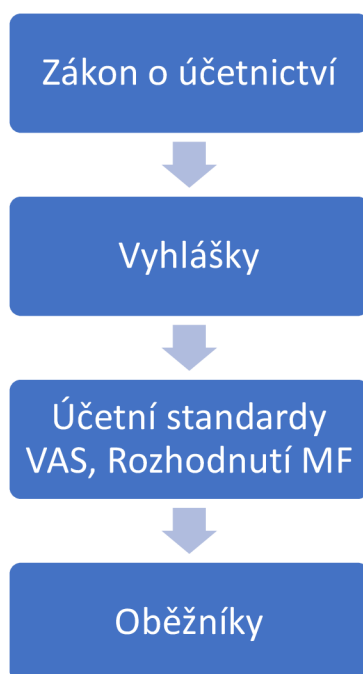 Zákon o účetnictví
Vyhlášky
Účetní standardy
VAS, Rozhodnutí MF
Oběžníky